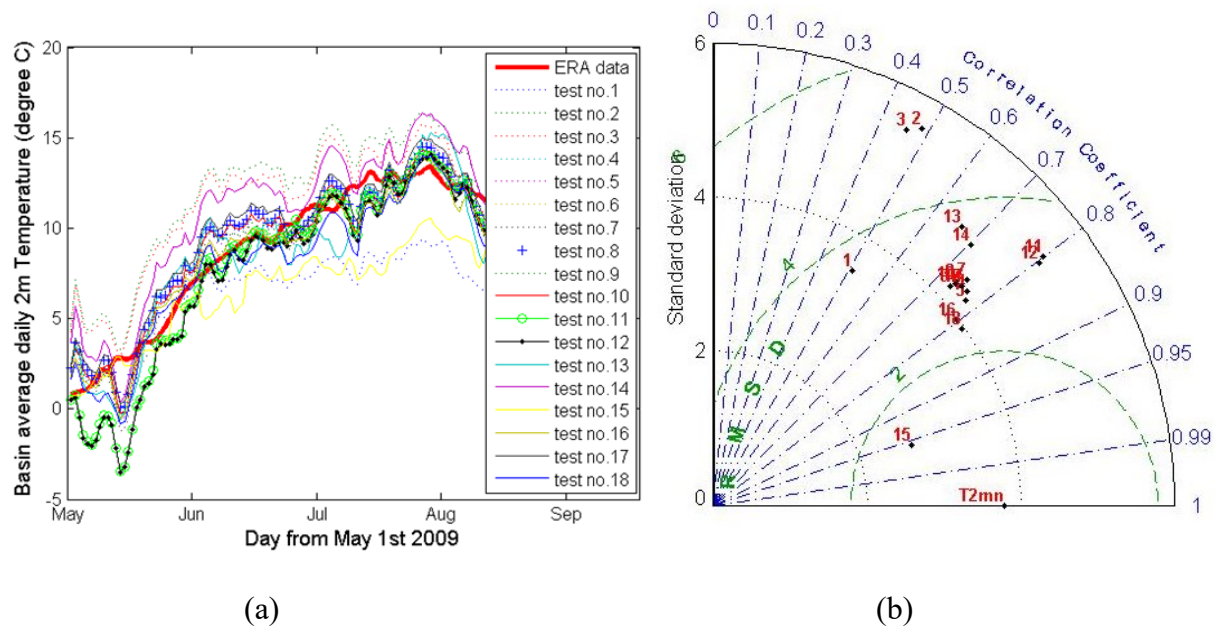 20
15
10
5
0
-5
May
Jun
Jul
Aug
Sep
Basin average daily 2m Temperature (degree C)
Day from May 1st 2009
ERA data
test no.1
test no.2
test no.3
test no.4
test no.5
test no.6
test no.7
test no.8
test no.9
test no.10
test no.11
test no.12
test no.13
test no.14
test no.15
test no.16
test no.17
test no.18
(a)
6
4
2
0
Standard deviation
0
0.1
0.2
0.3
0.4
0.5
0.6
0.7
0.8
0.9
0.95
0.99
1
Correlation Coefficient
4
2
RMSD
3 2
1
13
14
12
16
18
15
T2mn
(b)